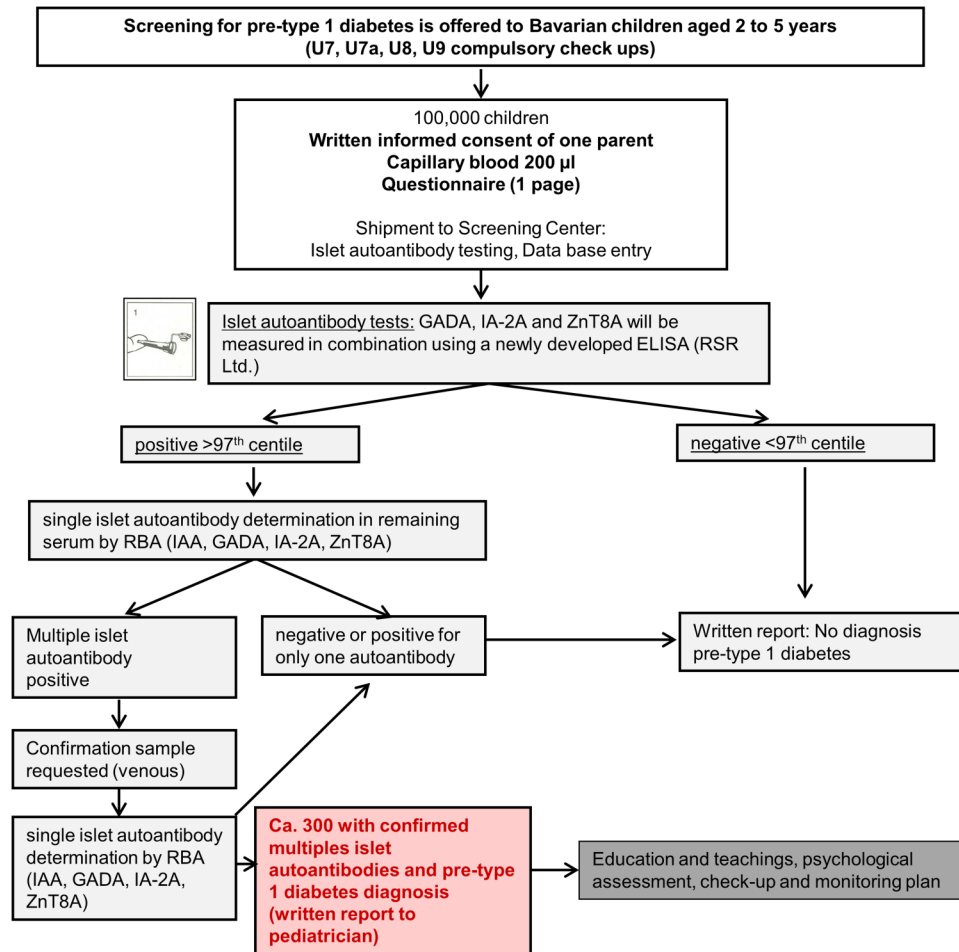 Screening for pre-type 1 diabetes is offered to Bavarian children aged 2 to 5 years
(U7, U7a, U8, U9 compulsory check ups)
100,000 children
Written informed consent of one parent
Capillary blood 200 µl
Questionnaire (1 page)
Shipment to Screening Center:
Islet autoantibody testing, Data base entry
1
Islet autoantibody tests: GADA, IA-2A and ZnT8A will be
measured in combination using a newly developed ELISA (RSR
Ltd.)
positive >97th centile
negative <97th centile
single islet autoantibody determination in remaining
serum by RBA (IAA, GADA, IA-2A, ZnT8A)
Multiple islet
autoantibody
positive
negative or positive for
only one autoantibody
Written report: No diagnosis
pre-type 1 diabetes
Confirmation sample
requested (venous)
single islet autoantibody
determination by RBA
(IAA, GADA, IA-2A,
ZnT8A)
Ca. 300 with confirmed
multiples islet
autoantibodies and pre-type
1 diabetes diagnosis
(written report to
pediatrician)
Education and teachings, psychological
assessment, check-up and monitoring plan